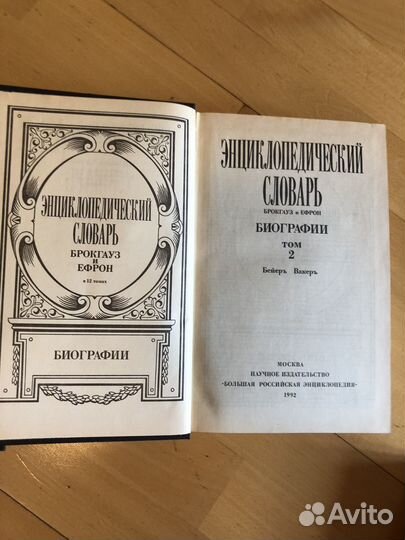 ЭНЦИКЛОПЕДИЧЕСКИЙ
СЛОВАРЬ
БРОКГАУЗ
И
ЕФРОН
в 12 томах
БИОГРАФИИ
ЭНЦИКЛОПЕДИЧЕСКИЙ
СЛОВАРЬ
БРОКГАУЗ и ЕФРОН
БИОГРАФИИ
ТОМ
2
Бейеръ Вакеръ
МОСКВА
НАУЧНОЕ ИЗДАТЕЛЬСТВО
«БОЛЬШАЯ РОССИЙСКАЯ ЭНЦИКЛОПЕДИЯ»
1992
Avito